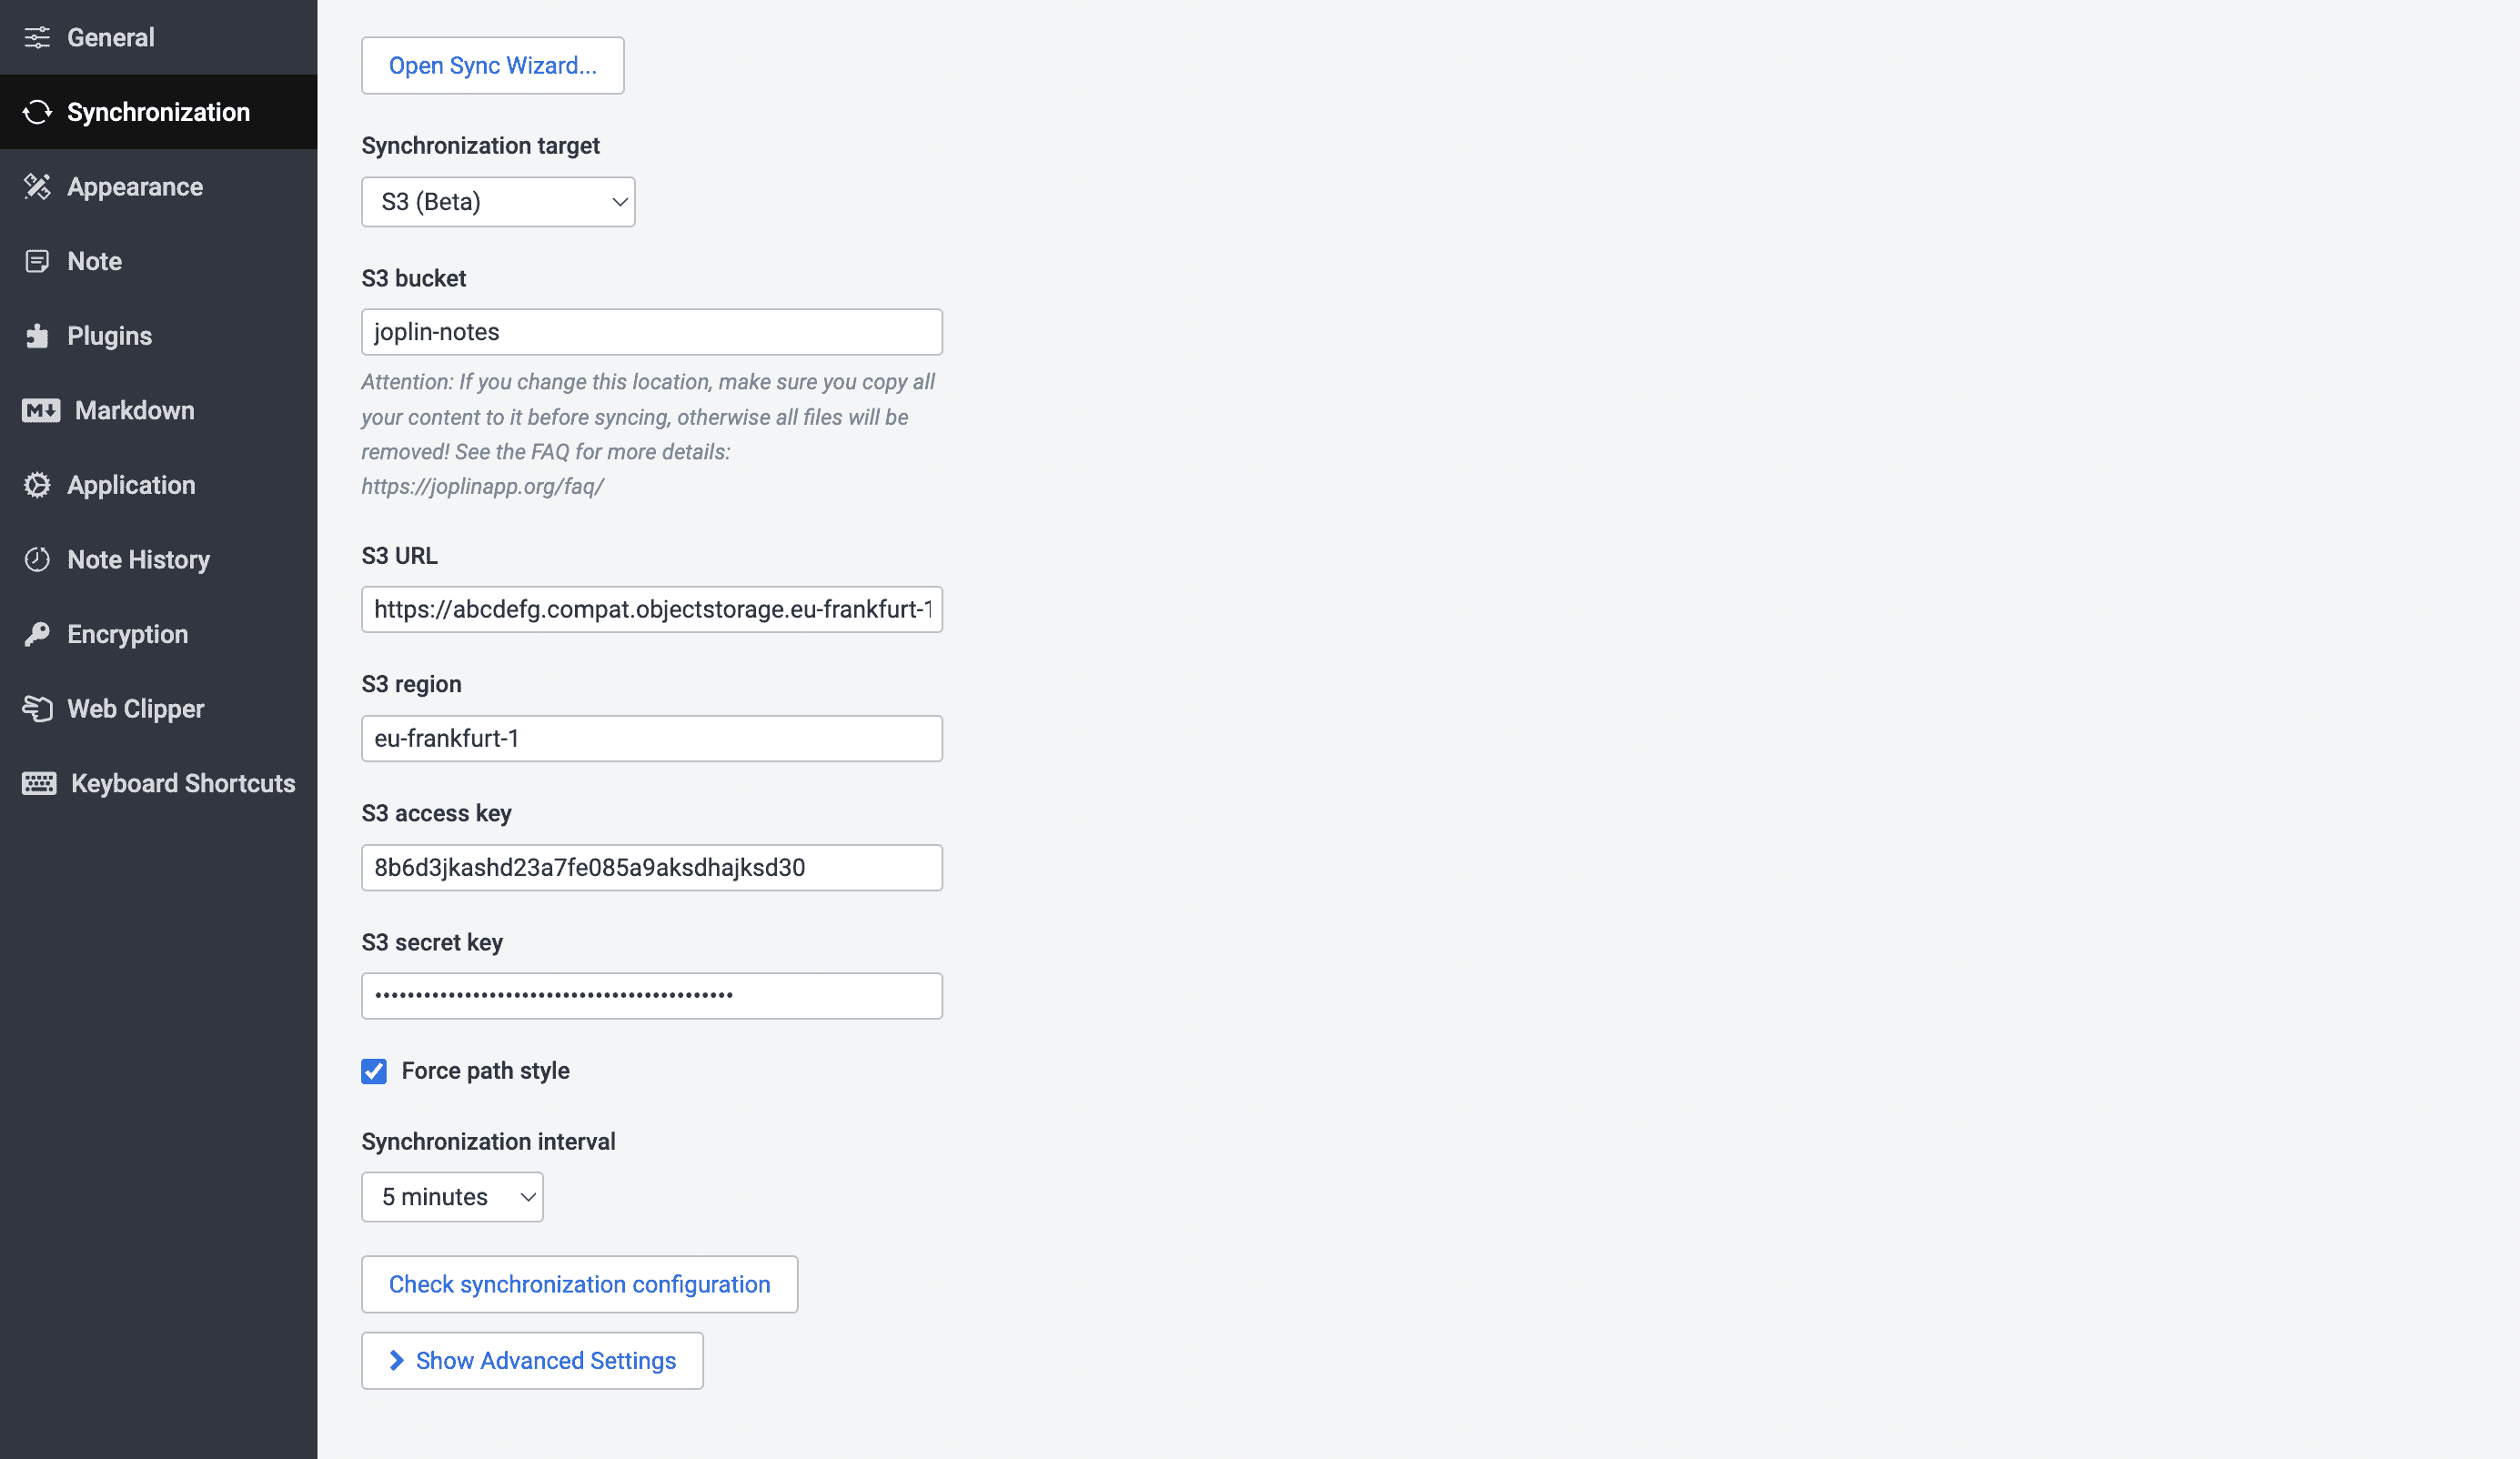 General
Synchronization
Appearance
Note
Plugins
Markdown
Application
Note History
Encryption
Web Clipper
Keyboard Shortcuts
Open Sync Wizard...
Synchronization target
S3 (Beta)
S3 bucket
joplin-notes
Attention: If you change this location, make sure you copy all
your content to it before syncing, otherwise all files will be
removed! See the FAQ for more details:
https://joplinapp.org/faq/
S3 URL
https://abcdefg.compat.objectstorage.eu-frankfurt-1
S3 region
eu-frankfurt-1
S3 access key
8b6d3jkashd23a7fe085a9aksdhajksd30
S3 secret key
••••••••••••••••••••••••••••••••••••••••••••
Force path style
Synchronization interval
5 minutes
Check synchronization configuration
Show Advanced Settings